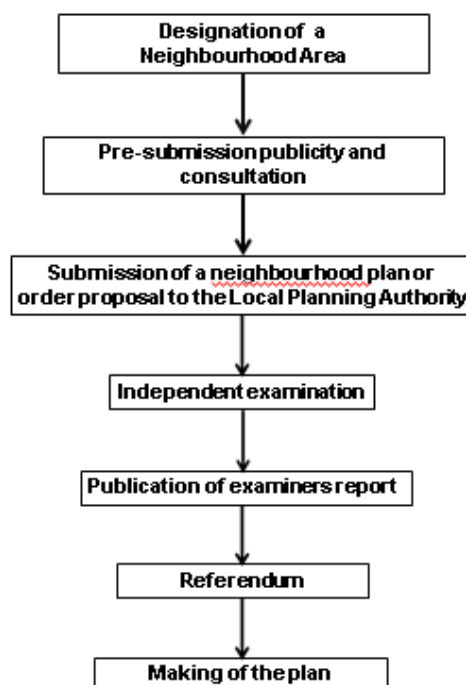 Designation of a
Neighbourhood Area
Pre-submission publicity and
consultation
Submission of a neighbourhood plan or
order proposal to the Local Planning Authority
Independent examination
Publication of examiners report
Referendum
Making of the plan